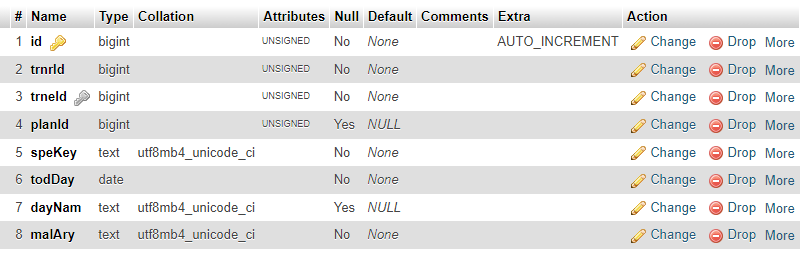 # Name Type Collation Attributes Null Default Comments Extra Action
1 id bigint UNSIGNED No None AUTO_INCREMENT Change Drop More
2 trnrId bigint UNSIGNED No None Change Drop More
3 trneId bigint UNSIGNED No None Change Drop More
4 planId bigint UNSIGNED Yes NULL Change Drop More
5 speKey text utf8mb4_unicode_ci No None Change Drop More
6 todDay date No None Change Drop More
7 dayNam text utf8mb4_unicode_ci Yes NULL Change Drop More
8 malAry text utf8mb4_unicode_ci No None Change Drop More